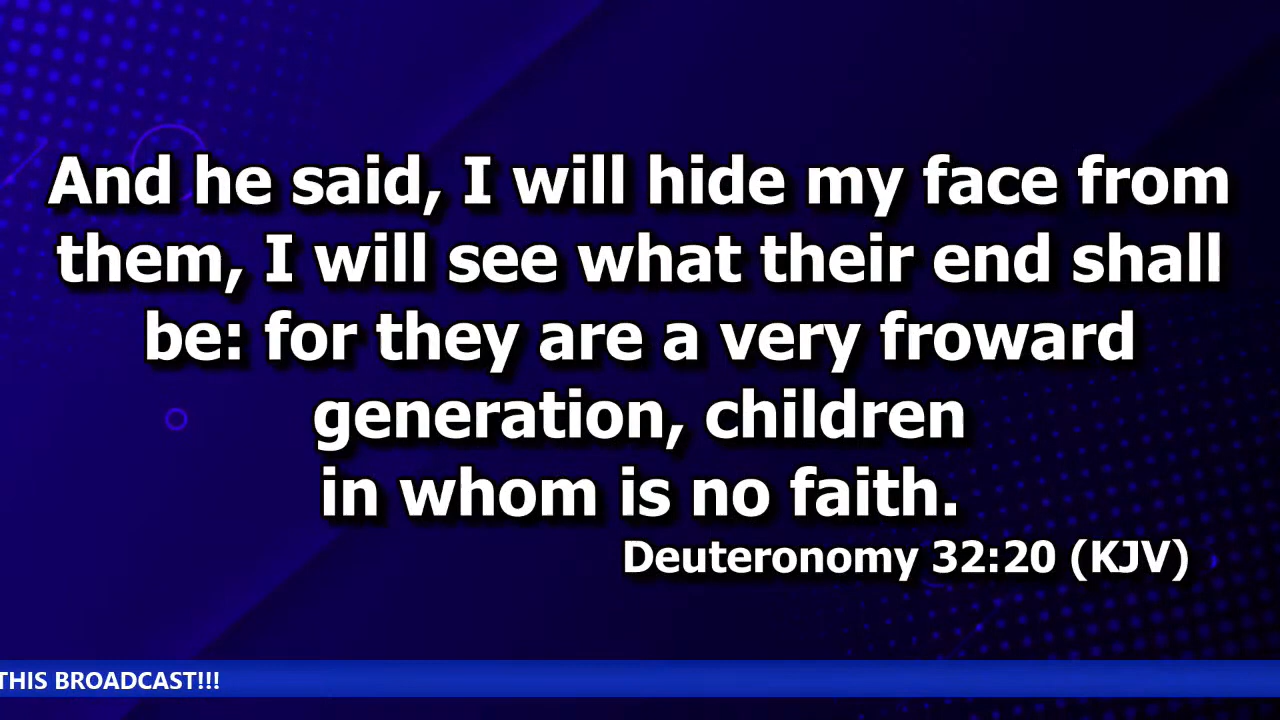 And he said, I will hide my face from
them, I will see what their end shall
be: for they are a very froward
generation, children
in whom is no faith.
Deuteronomy 32:20 (KJV)
THIS BROADCAST!!!